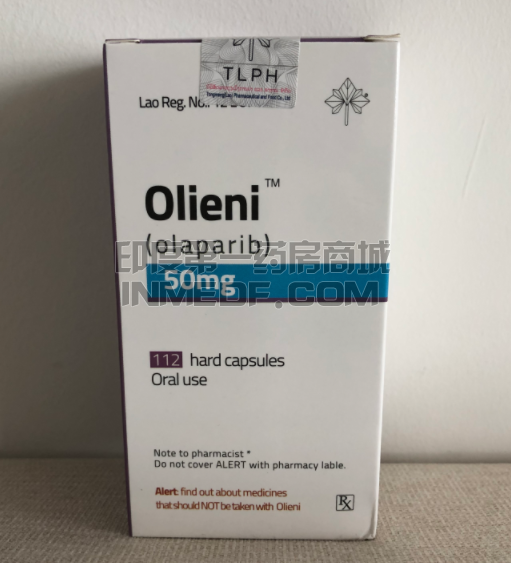 TLPH
Lao Reg. No.
Olieni™
(olaparib)
印度第一药房商城
50mg
INMEDF.COM
112 hard capsules
Oral use
Note to pharmacist *
Do not cover ALERT with pharmacy lable.
Alert: find out about medicines
that should NOT be taken with Olieni
Rx